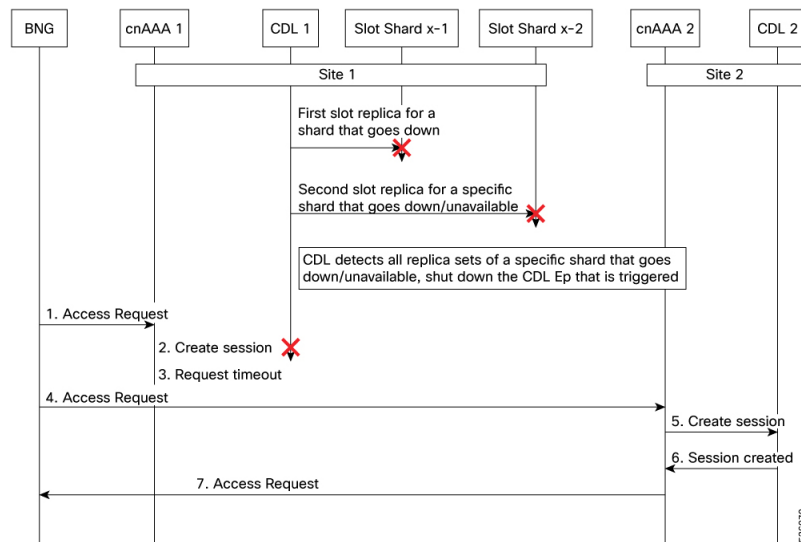 BNG
cnAAA 1
CDL 1
Slot Shard x-1
Slot Shard x-2
cnAAA 2
CDL 2
Site 1
Site 2
First slot replica for a
shard that goes down
Second slot replica for a specific
shard that goes down/unavailable
CDL detects all replica sets of a specific shard that goes
down/unavailable, shut down the CDL Ep that is triggered
1. Access Request
2. Create session
3. Request timeout
4. Access Request
5. Create session
6. Session created
7. Access Request